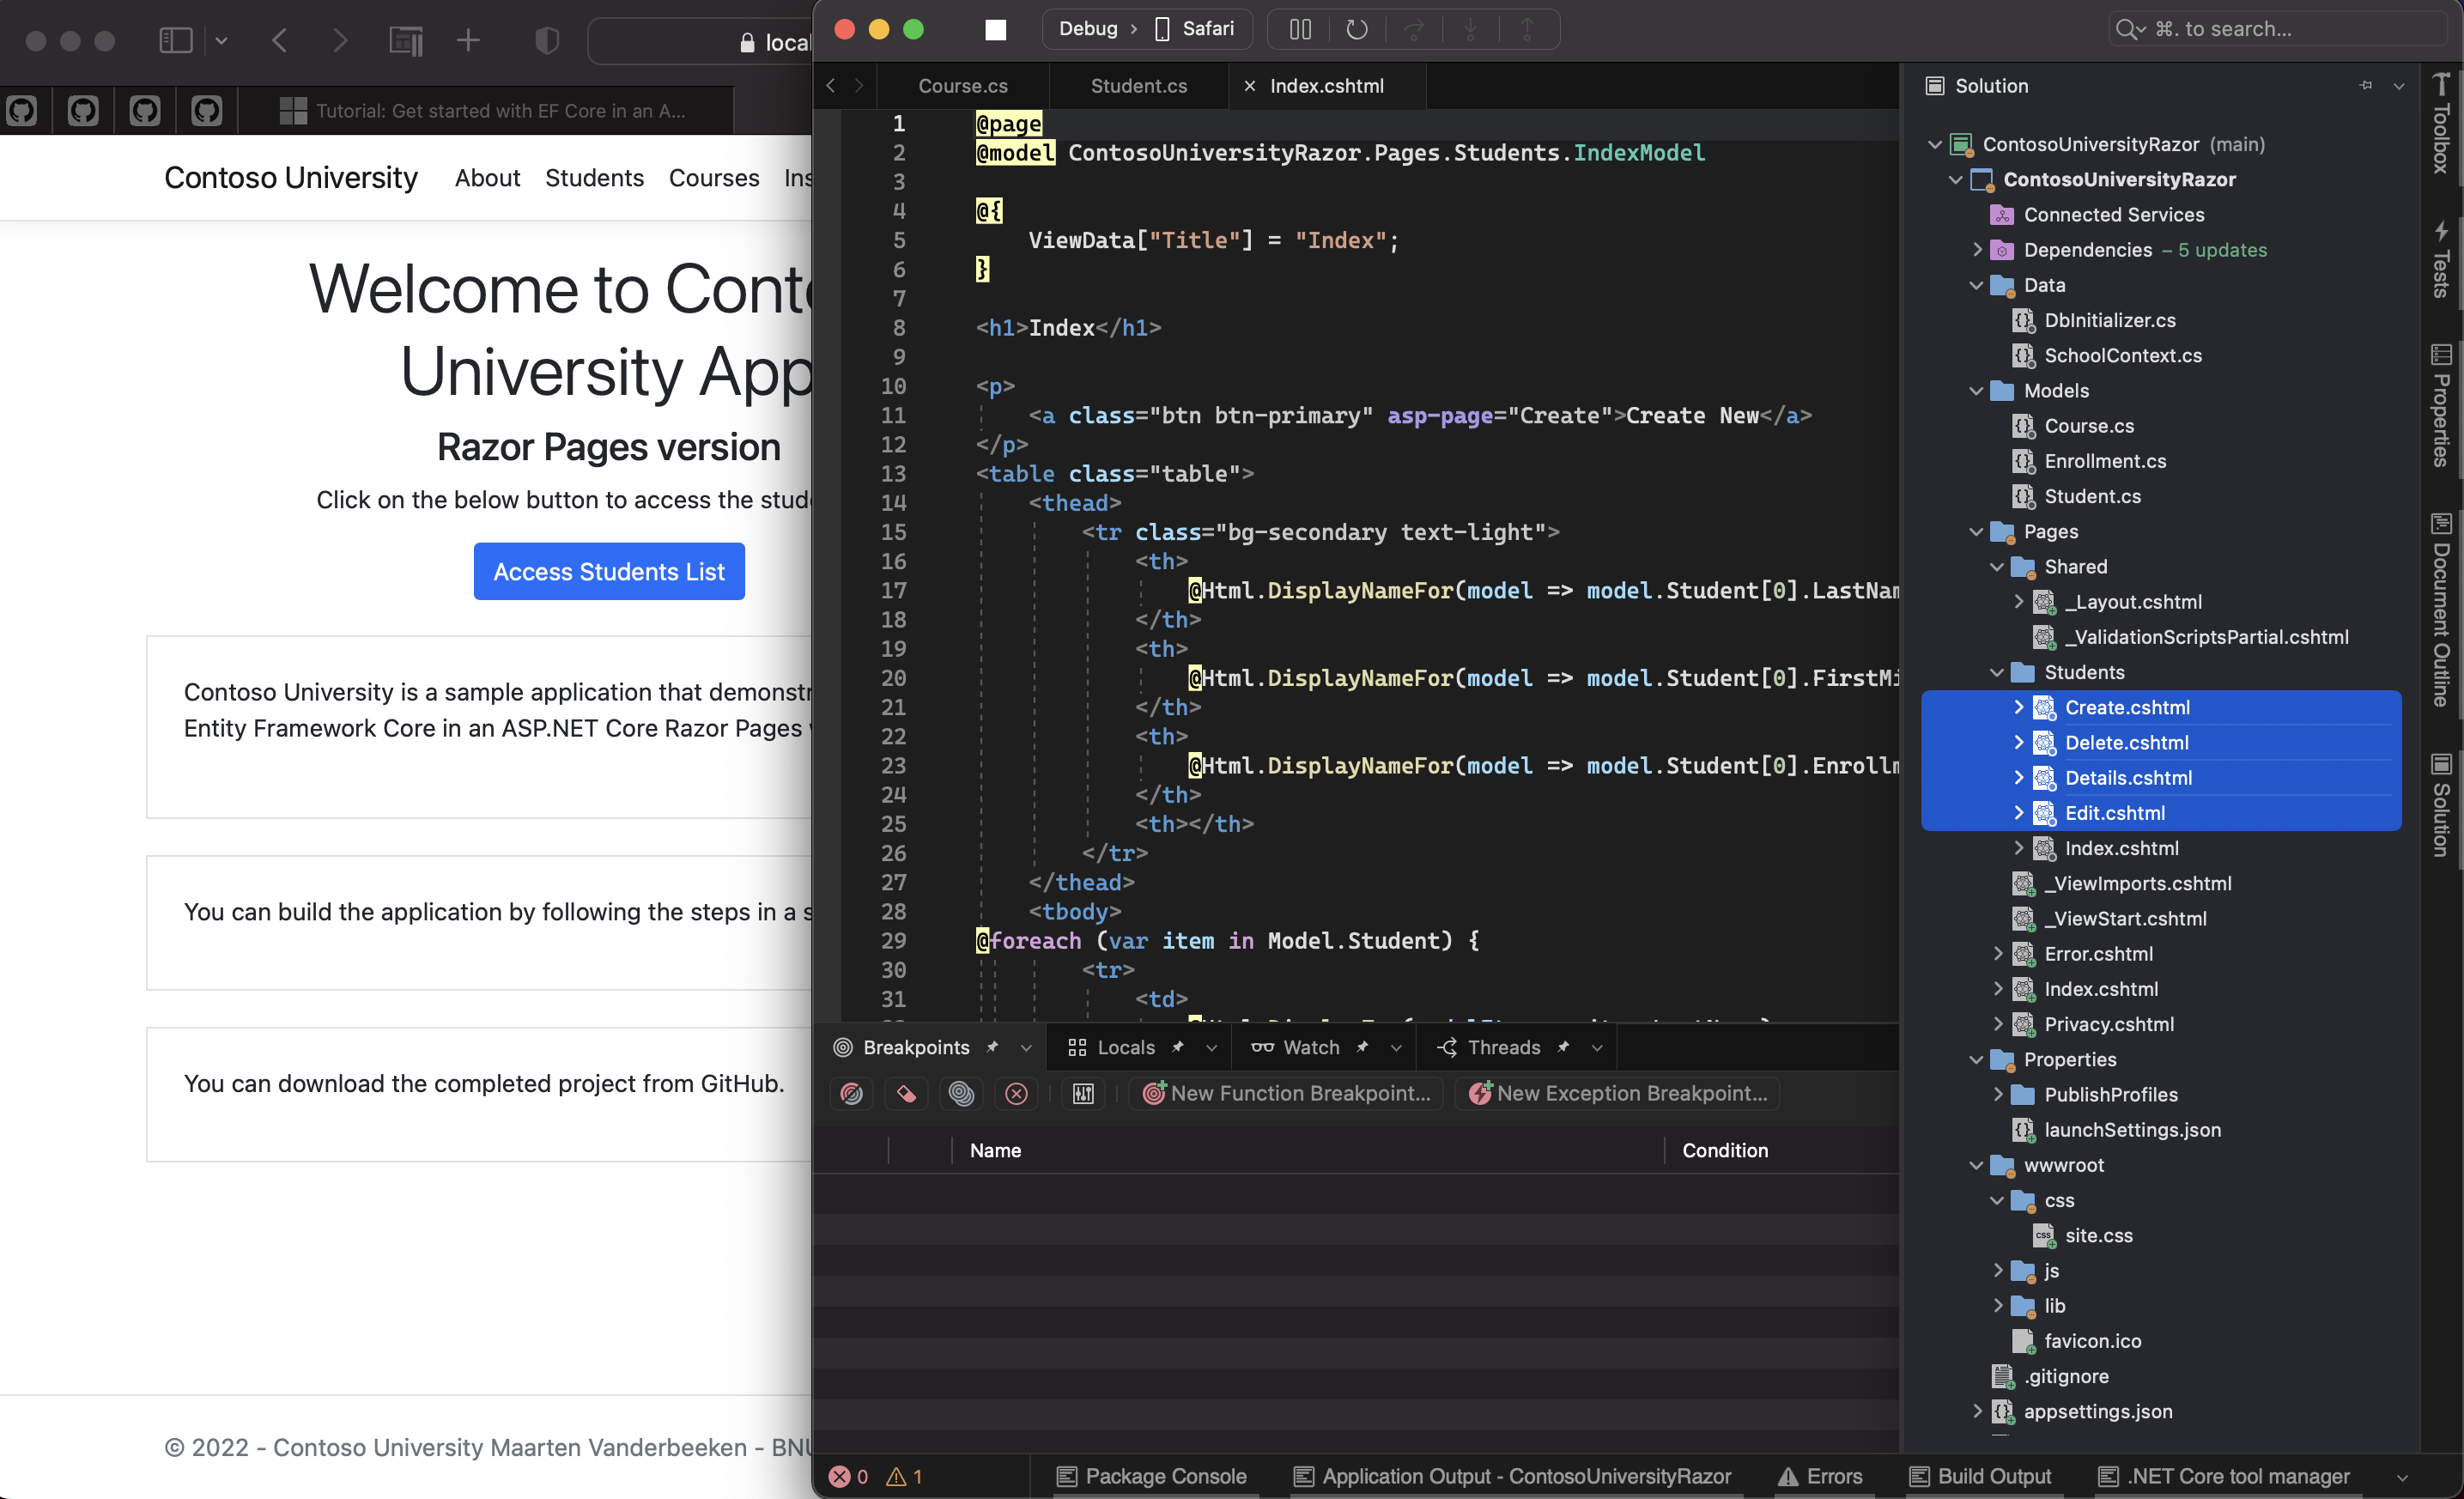 local
Tutorial: Get started with EF Core in an A...
Contoso University About Students Courses Ins
Welcome to Conto
University App
Razor Pages version
Click on the below button to access the stude
Access Students List
Contoso University is a sample application that demonstr
Entity Framework Core in an ASP.NET Core Razor Pages
You can build the application by following the steps in a s
You can download the completed project from GitHub.
© 2022 - Contoso University Maarten Vanderbeeken - BNU
Debug › Safari
⌘. to search...
Course.cs Student.cs × Index.cshtml
1 @page
2 @model ContosoUniversityRazor.Pages.Students.IndexModel
3
4 @{
5 ViewData["Title"] = "Index";
6 }
7
8 <h1>Index</h1>
9
10 <p>
11 <a class="btn btn-primary" asp-page="Create">Create New</a>
12 </p>
13 <table class="table">
14 <thead>
15 <tr class="bg-secondary text-light">
16 <th>
17 @Html.DisplayNameFor(model => model.Student[0].LastNam
18 </th>
19 <th>
20 @Html.DisplayNameFor(model => model.Student[0].FirstMi
21 </th>
22 <th>
23 @Html.DisplayNameFor(model => model.Student[0].Enrollm
24 </th>
25 <th></th>
26 </tr>
27 </thead>
28 <tbody>
29 @foreach (var item in Model.Student) {
30 <tr>
31 <td>
Breakpoints Locals Watch Threads
New Function Breakpoint... New Exception Breakpoint...
Name Condition
Solution
ContosoUniversityRazor (main)
ContosoUniversityRazor
Connected Services
Dependencies – 5 updates
Data
DbInitializer.cs
SchoolContext.cs
Models
Course.cs
Enrollment.cs
Student.cs
Pages
Shared
_Layout.cshtml
_ValidationScriptsPartial.cshtml
Students
Create.cshtml
Delete.cshtml
Details.cshtml
Edit.cshtml
Index.cshtml
_ViewImports.cshtml
_ViewStart.cshtml
Error.cshtml
Index.cshtml
Privacy.cshtml
Properties
PublishProfiles
launchSettings.json
wwwroot
css
site.css
js
lib
favicon.ico
.gitignore
appsettings.json
Toolbox
Tests
Properties
Document Outline
Solution
0 1 Package Console Application Output - ContosoUniversityRazor Errors Build Output .NET Core tool manager